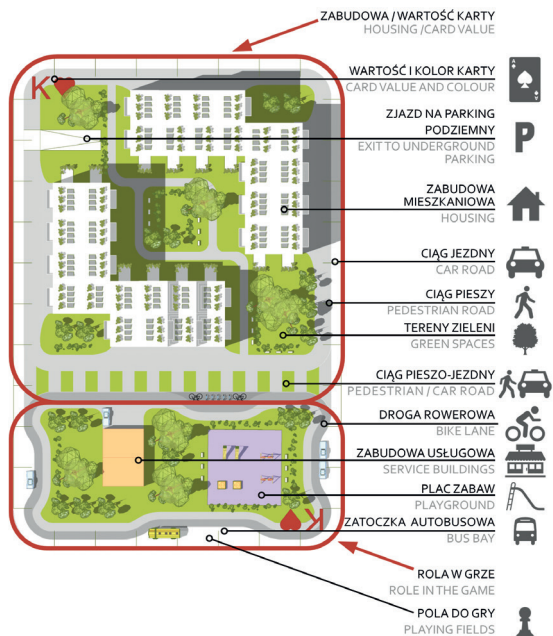 ZABUDOWA / WARTOŚĆ KARTY
HOUSING /CARD VALUE
WARTOŚĆ I KOLOR KARTY
CARD VALUE AND COLOUR
ZJAZD NA PARKING
PODZIEMNY
EXIT TO UNDERGROUND
PARKING
ZABUDOWA
MIESZKANIOWA
HOUSING
CIĄG JEZDNY
CAR ROAD
CIĄG PIESZY
PEDESTRIAN ROAD
TERENY ZIELENI
GREEN SPACES
CIĄG PIESZO-JEZDNY
PEDESTRIAN / CAR ROAD
DROGA ROWEROWA
BIKE LANE
ZABUDOWA USŁUGOWA
SERVICE BUILDINGS
PLAC ZABAW
PLAYGROUND
ZATOCZKA AUTOBUSOWA
BUS BAY
ROLA W GRZE
ROLE IN THE GAME
POLA DO GRY
PLAYING FIELDS
K
K
A
A
P